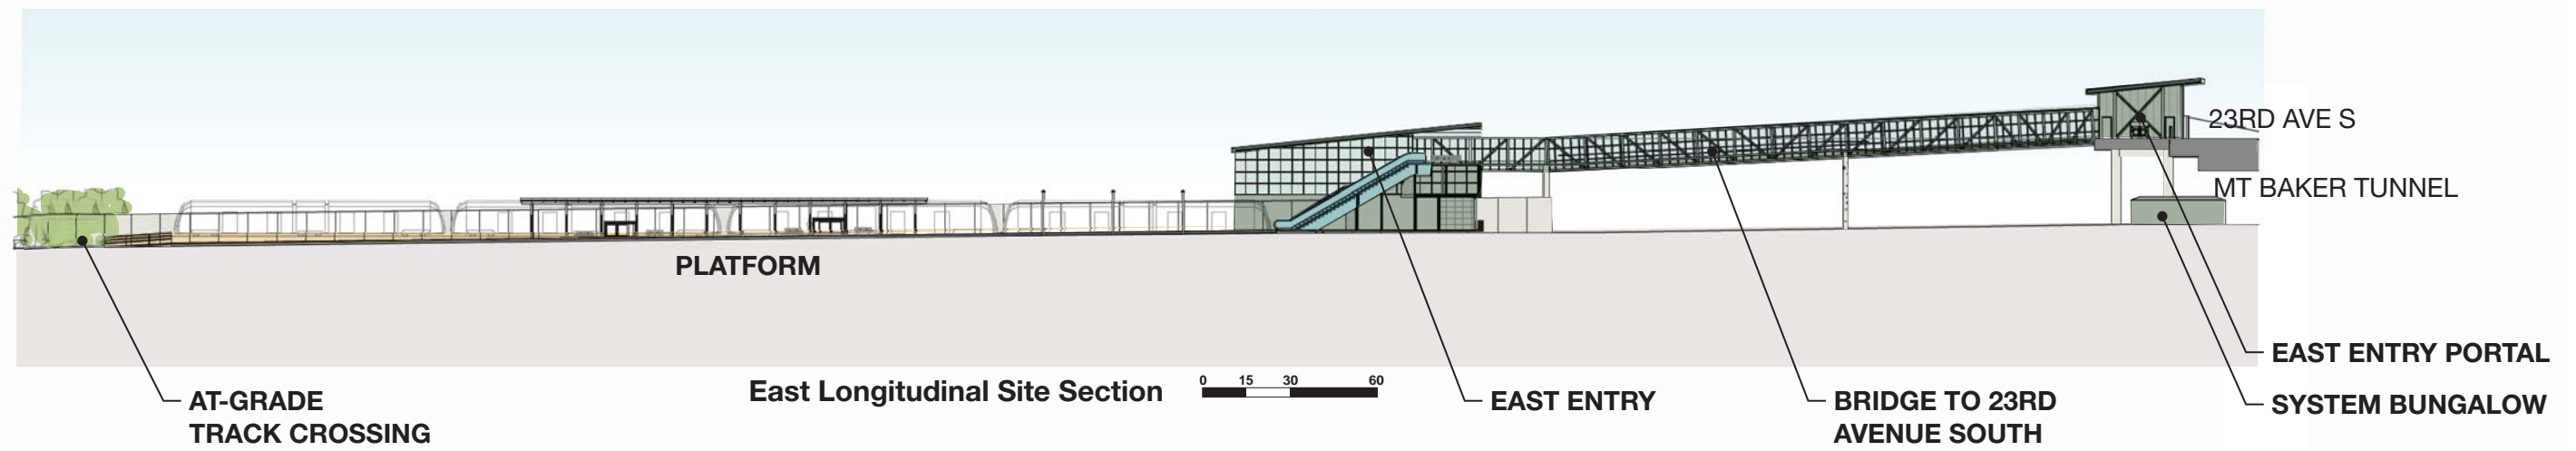 23RD AVE S
MT BAKER TUNNEL
PLATFORM
EAST ENTRY PORTAL
East Longitudinal Site Section
0 15 30 60
AT-GRADE
TRACK CROSSING
EAST ENTRY
BRIDGE TO 23RD
AVENUE SOUTH
SYSTEM BUNGALOW